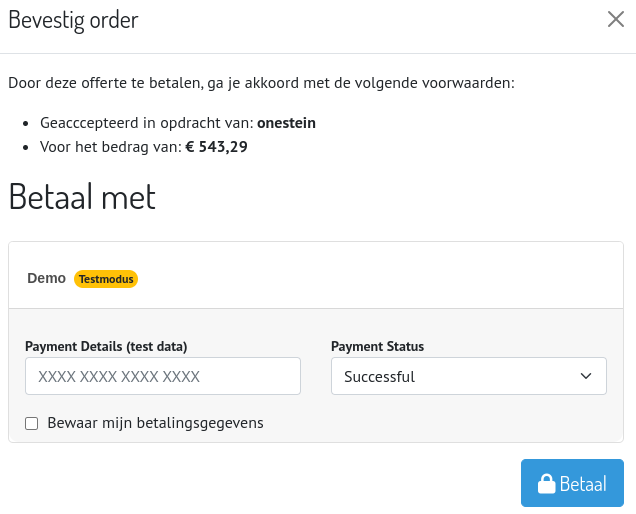 Bevestig order
Door deze offerte te betalen, ga je akkoord met de volgende voorwaarden:
Geacccepteerd in opdracht van: onestein
Voor het bedrag van: € 543,29
Betaal met
Demo Testmodus
Payment Details (test data)
Payment Status
XXXX XXXX XXXX XXXX
Successful
Bewaar mijn betalingsgegevens
Betaal